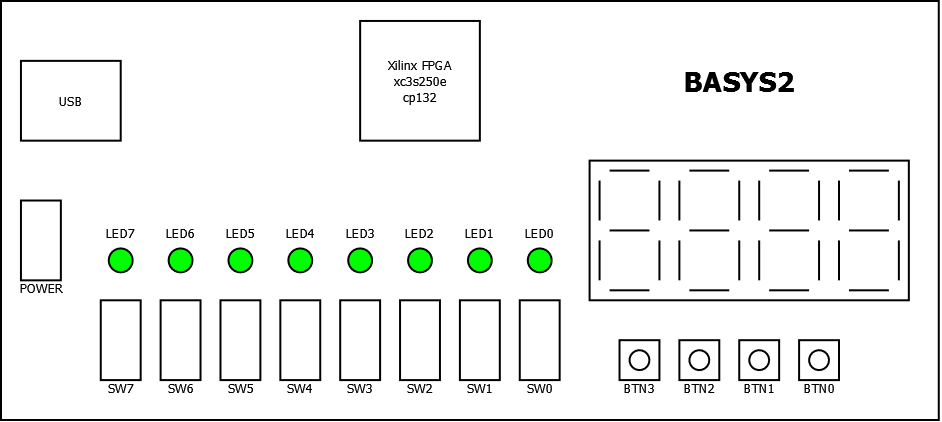 Xilinx FPGA
xc3s250e
cp132
BASYS2
USB
LED7 LED6 LED5 LED4 LED3 LED2 LED1 LED0
POWER
SW7 SW6 SW5 SW4 SW3 SW2 SW1 SW0 BTN3 BTN2 BTN1 BTN0